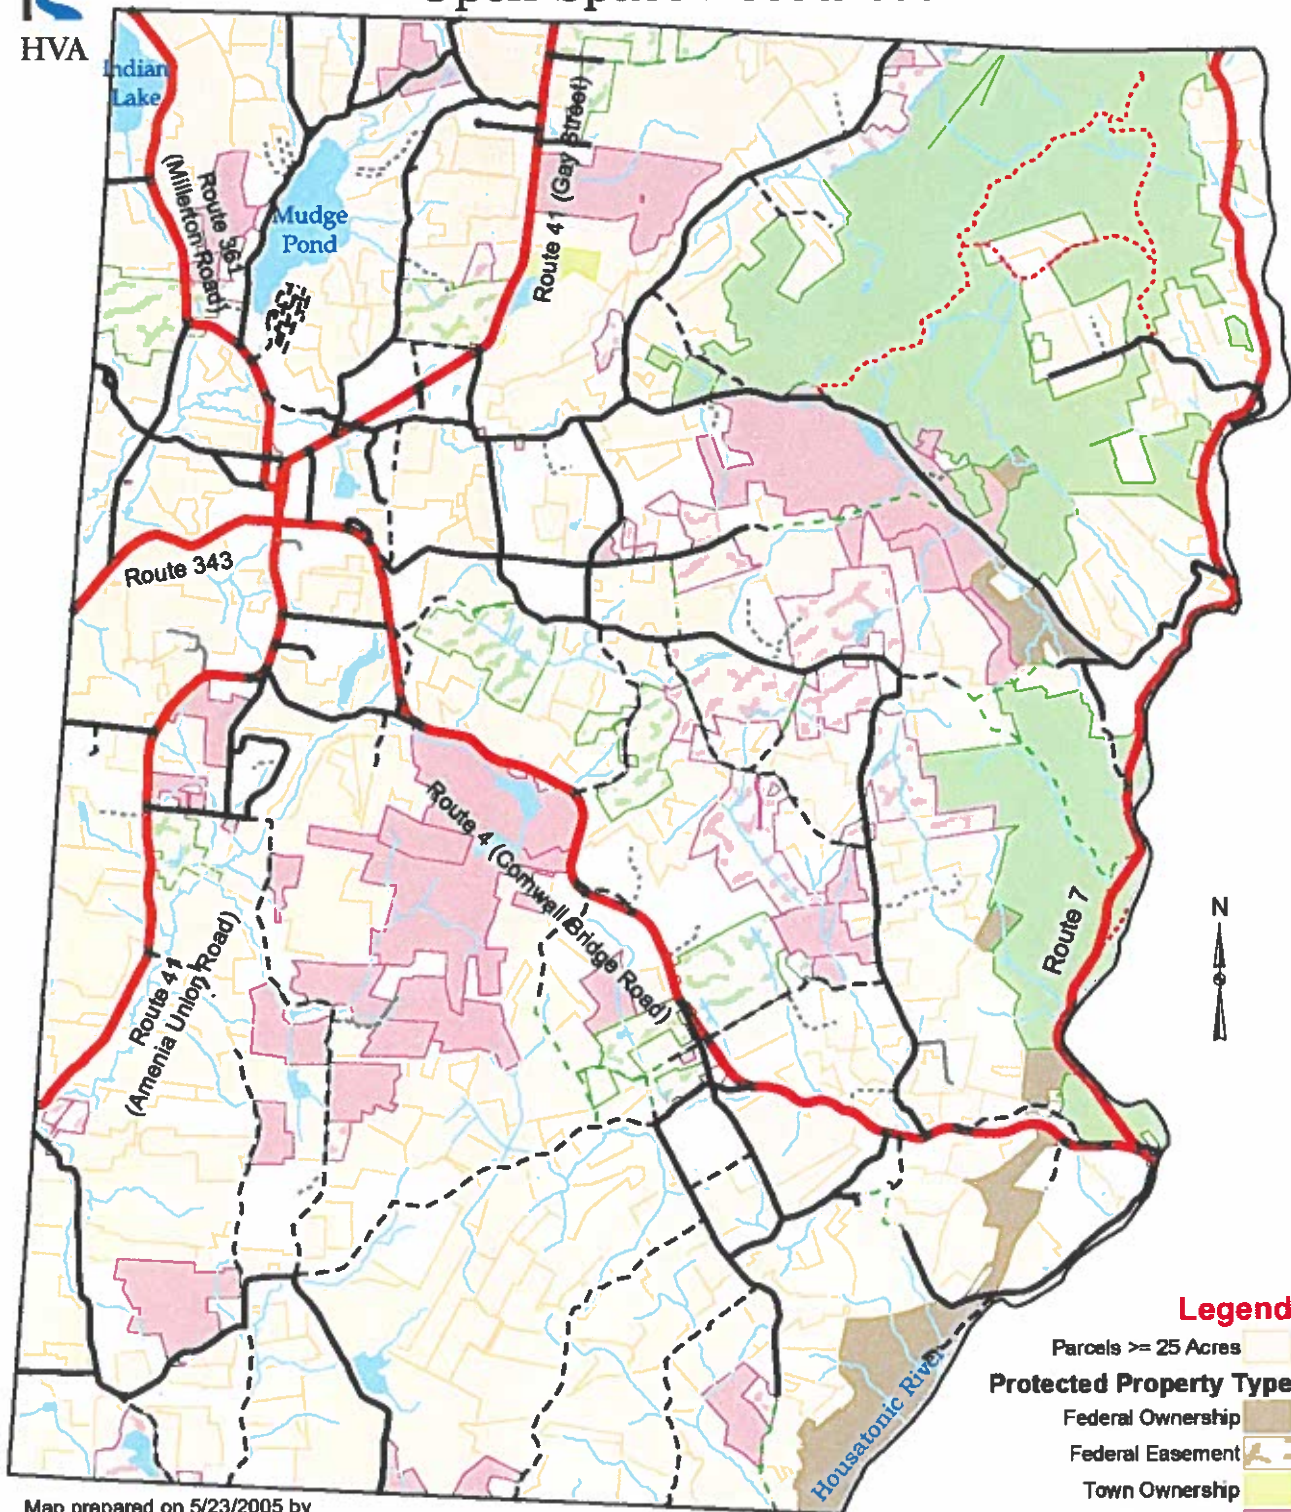 HVA
Indian
Lake
Route 361
(Millerton Road)
Mudge
Pond
Route 41 (Gay Street)
Route 343
Route 4 (Cornwall Bridge Road)
Route 7
N
Route 41
(Amenia Union Road)
Housatonic River
Legend
Parcels >= 25 Acres
Protected Property Type
Federal Ownership
Federal Easement
Town Ownership
Map prepared on 5/23/2005 by